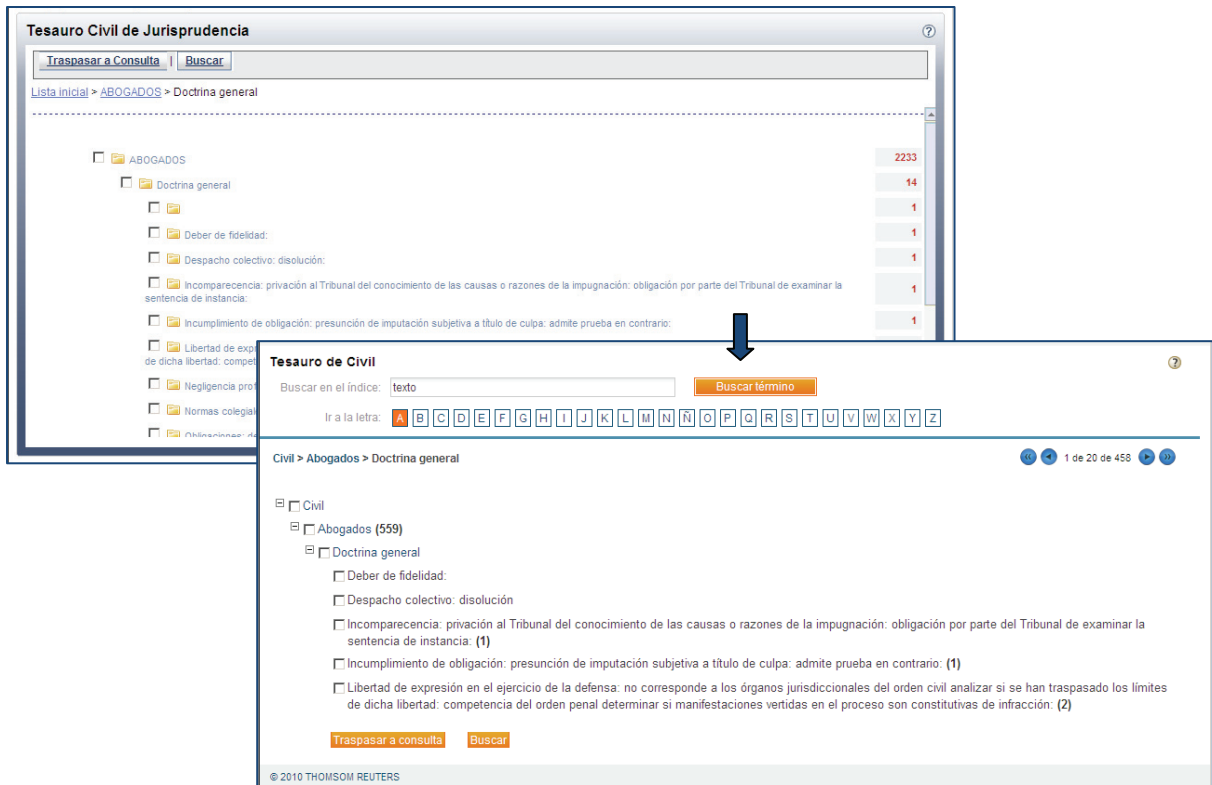 Tesauro Civil de Jurisprudencia
?
Traspasar a Consulta | Buscar
Lista inicial > ABOGADOS > Doctrina general
ABOGADOS 2233
Doctrina general 14
1
Deber de fidelidad: 1
Despacho colectivo: disolución: 1
Incomparecencia: privación al Tribunal del conocimiento de las causas o razones de la impugnación: obligación por parte del Tribunal de examinar la
sentencia de instancia: 1
Incumplimiento de obligación: presunción de imputación subjetiva a título de culpa: admite prueba en contrario: 1
Libertad de expr
de dicha libertad: compet
Negligencia prof
Normas colegial
Obligaciones: de
Tesauro de Civil
?
Buscar en el índice: texto Buscar término
Ir a la letra: A B C D E F G H I J K L M N Ñ O P Q R S T U V W X Y Z
Civil > Abogados > Doctrina general
1 de 20 de 458
Civil
Abogados (559)
Doctrina general
Deber de fidelidad:
Despacho colectivo: disolución
Incomparecencia: privación al Tribunal del conocimiento de las causas o razones de la impugnación: obligación por parte del Tribunal de examinar la
sentencia de instancia: (1)
Incumplimiento de obligación: presunción de imputación subjetiva a título de culpa: admite prueba en contrario: (1)
Libertad de expresión en el ejercicio de la defensa: no corresponde a los órganos jurisdiccionales del orden civil analizar si se han traspasado los límites
de dicha libertad: competencia del orden penal determinar si manifestaciones vertidas en el proceso son constitutivas de infracción: (2)
Traspasar a consulta Buscar
© 2010 THOMSOM REUTERS